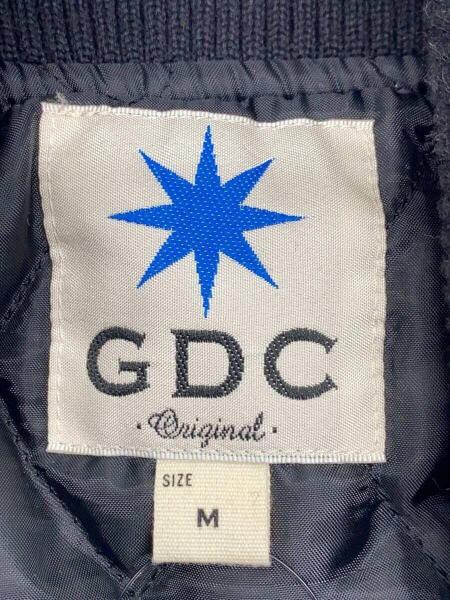 GDC
· Original ·
SIZE
M